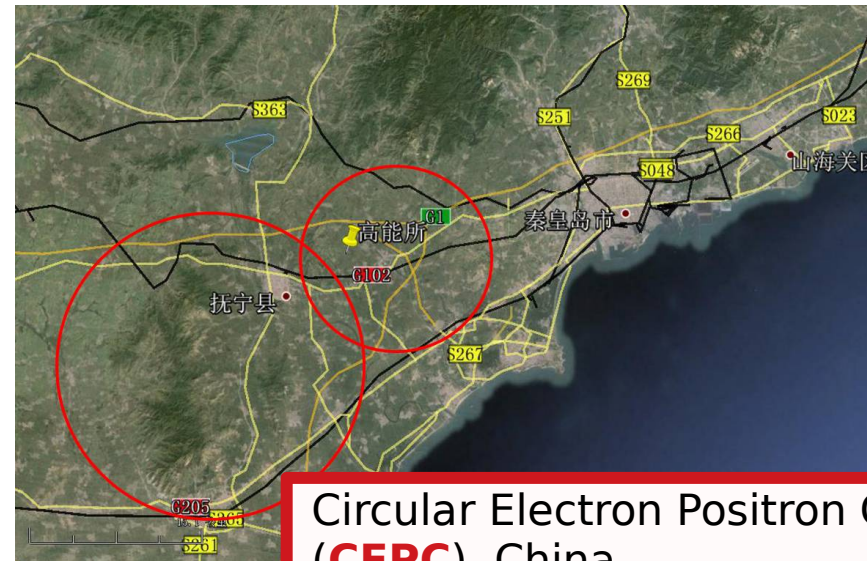 S269
S363
S251
S023
S266
S048
山海关区
G1
秦皇岛市
高能所
G102
抚宁县
S267
G205
S265
S261
Circular Electron Positron
(CEPC), China